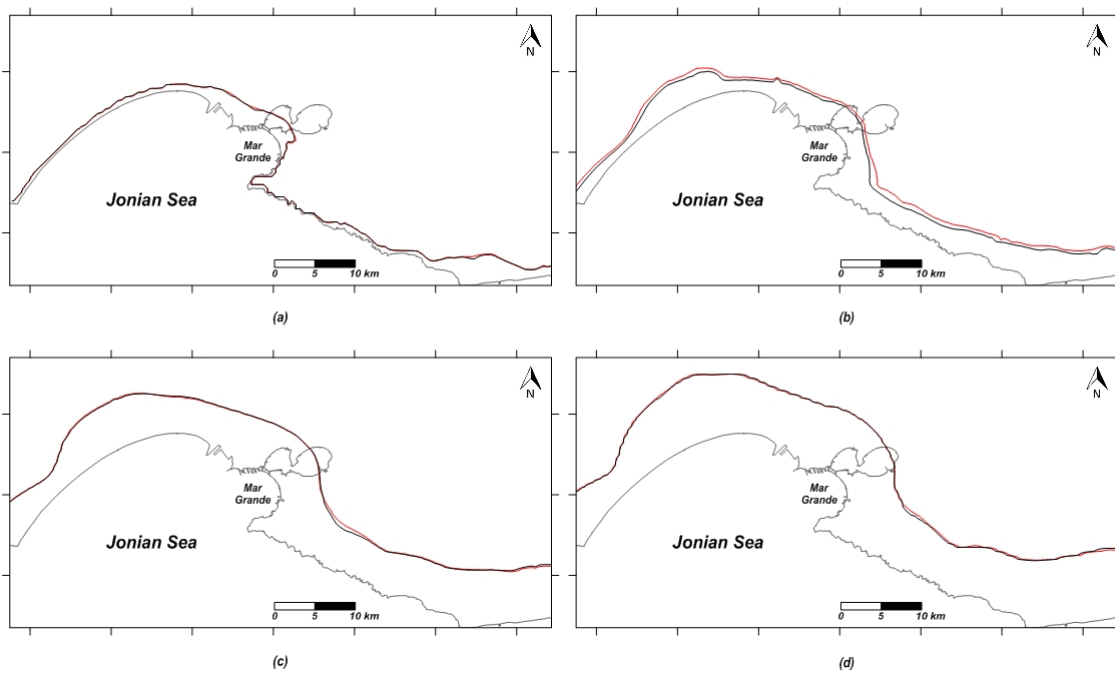 N
Mar
Grande
Jonian Sea
0 5 10 km
(a)
N
Mar
Grande
Jonian Sea
0 5 10 km
(b)
N
Mar
Grande
Jonian Sea
0 5 10 km
(c)
N
Mar
Grande
Jonian Sea
0 5 10 km
(d)